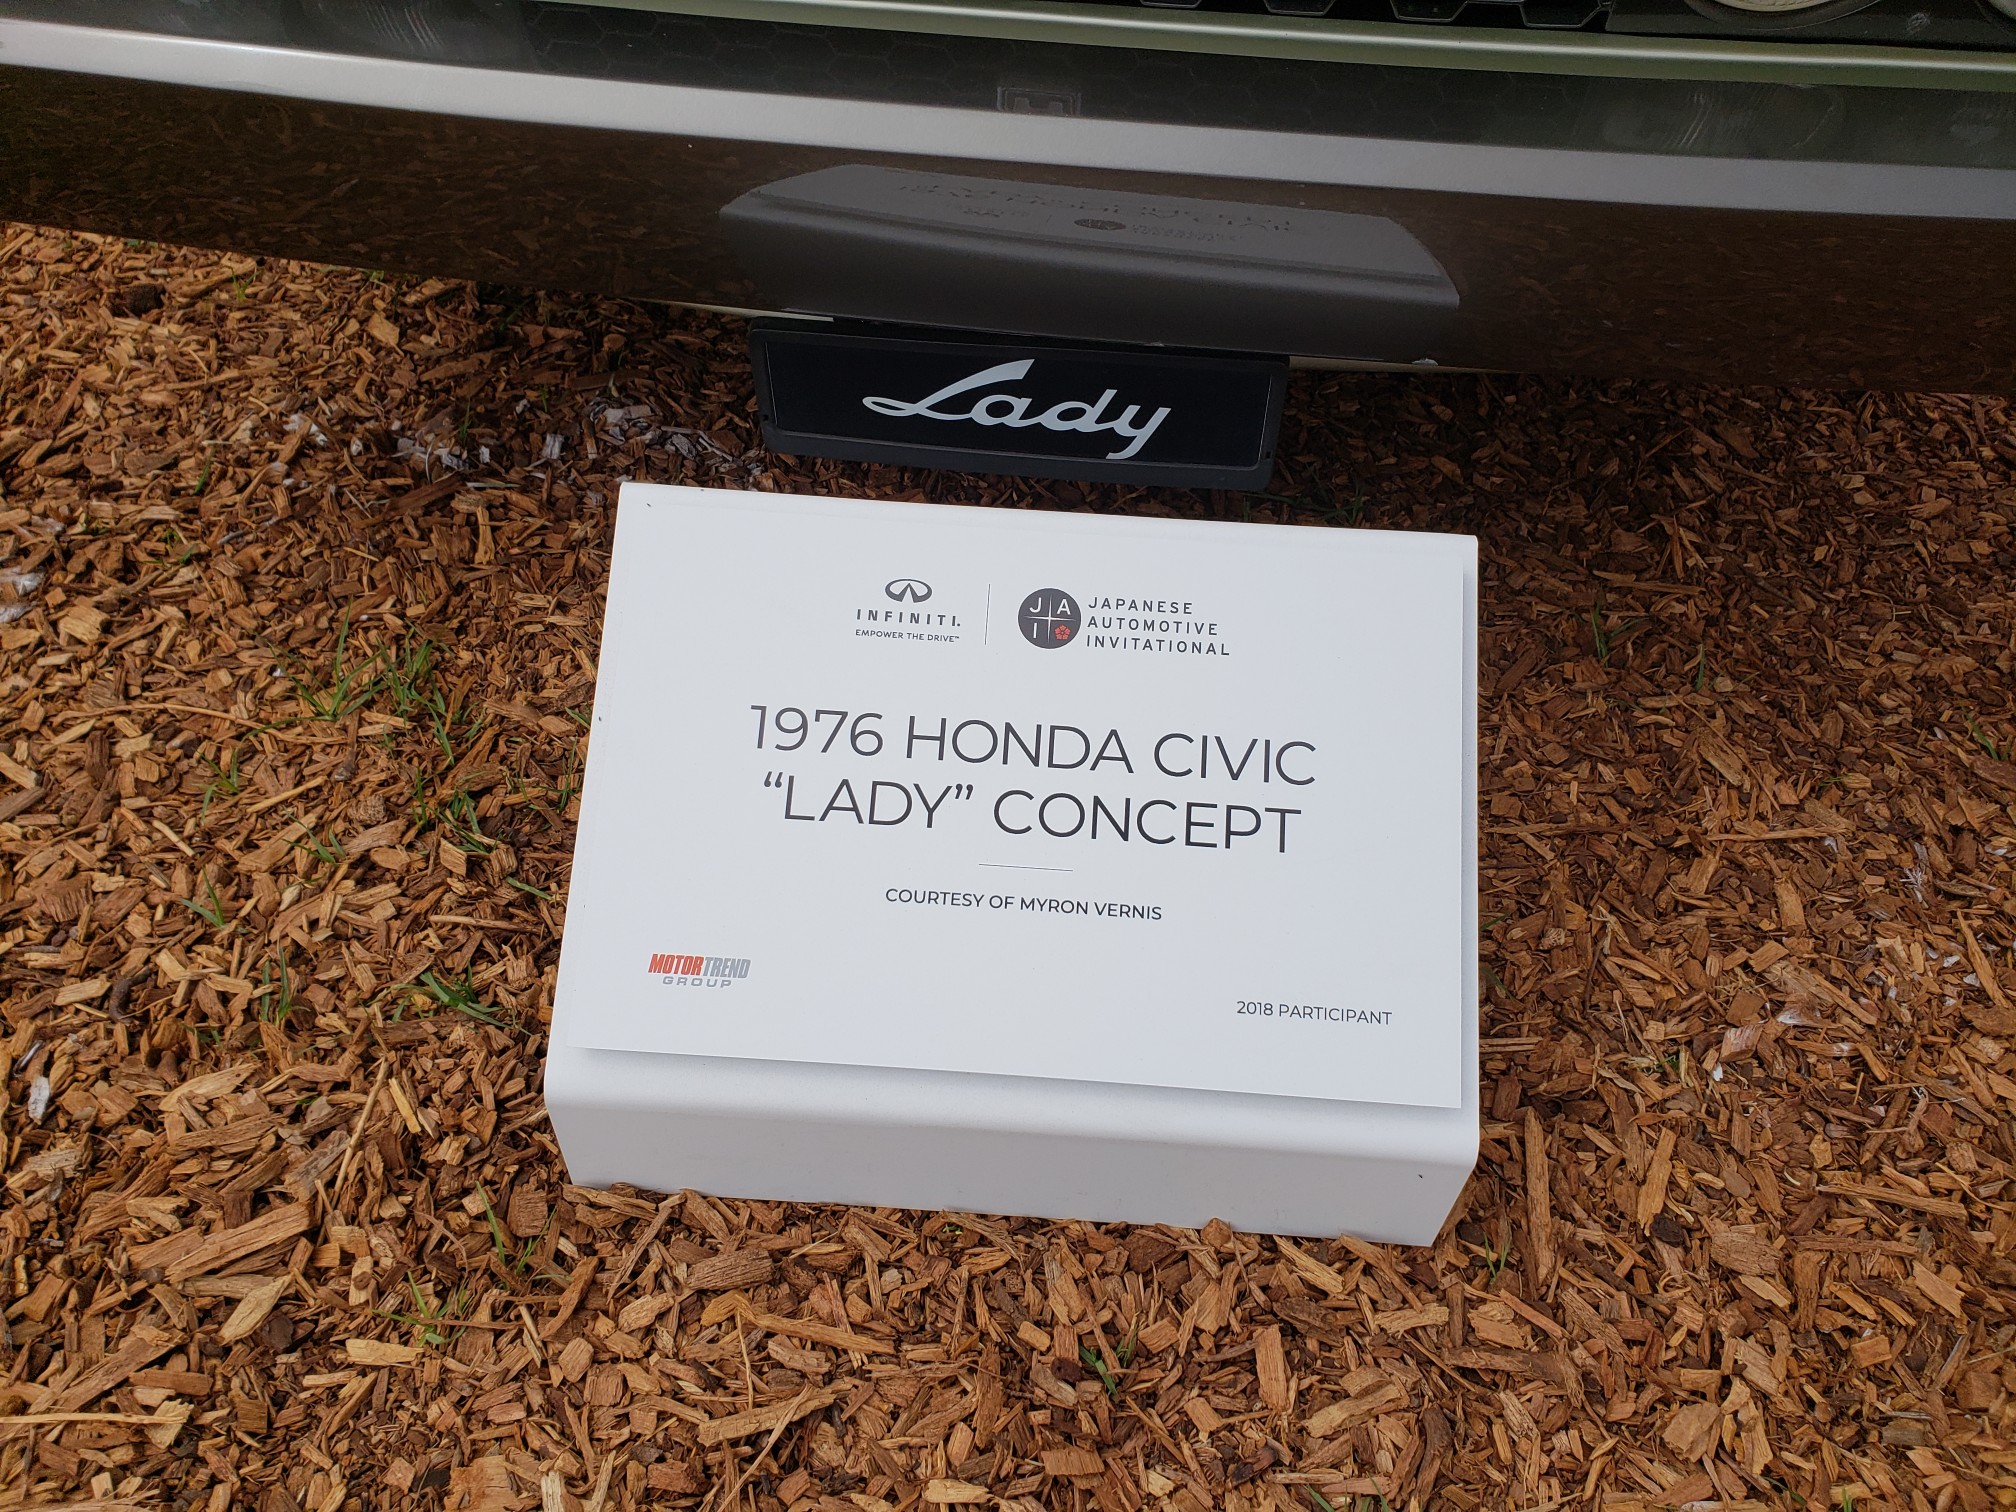 Lady
INFINITI.
EMPOWER THE DRIVE™
J A
I
JAPANESE
AUTOMOTIVE
INVITATIONAL
1976 HONDA CIVIC
“LADY” CONCEPT
COURTESY OF MYRON VERNIS
MOTORTREND
GROUP
2018 PARTICIPANT